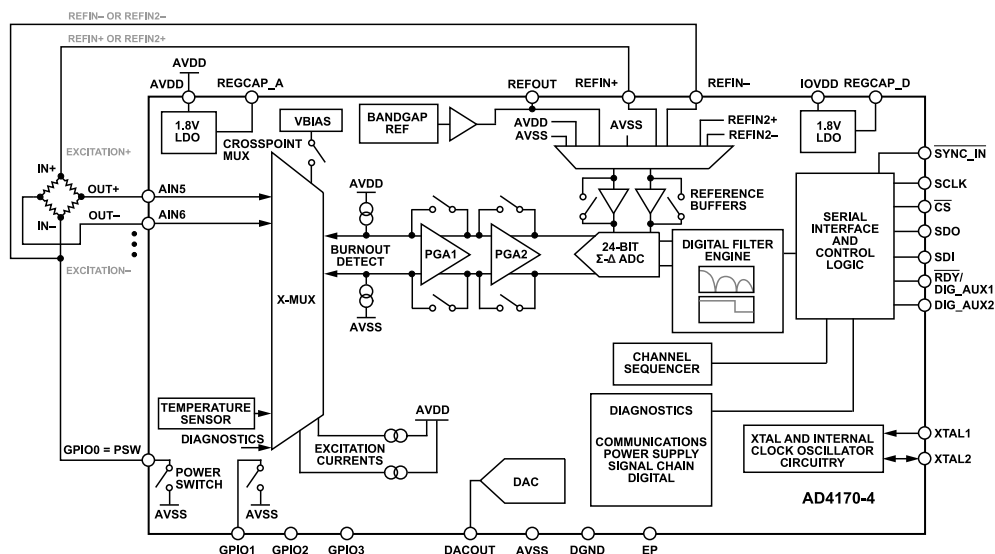 REFIN– OR REFIN2–
REFIN+ OR REFIN2+
AVDD
AVDD
REGCAP_A
REFOUT
REFIN+
REFIN–
IOVDD
REGCAP_D
1.8V
LDO
VBIAS
BANDGAP
REF
AVDD
AVSS
AVSS
REFIN2+
REFIN2–
1.8V
LDO
CROSSPOINT
MUX
EXCITATION+
IN+
OUT+
AIN5
IN–
OUT–
AIN6
EXCITATION–
AVDD
BURNOUT
DETECT
AVSS
X-MUX
PGA1
PGA2
REFERENCE
BUFFERS
24-BIT
Σ-Δ ADC
DIGITAL FILTER
ENGINE
SERIAL
INTERFACE
AND
CONTROL
LOGIC
SYNC_IN
SCLK
CS
SDO
SDI
RDY/
DIG_AUX1
DIG_AUX2
CHANNEL
SEQUENCER
TEMPERATURE
SENSOR
DIAGNOSTICS
AVDD
EXCITATION
CURRENTS
DIAGNOSTICS
COMMUNICATIONS
POWER SUPPLY
SIGNAL CHAIN
DIGITAL
XTAL AND INTERNAL
CLOCK OSCILLATOR
CIRCUITRY
XTAL1
XTAL2
GPIO0 = PSW
POWER
SWITCH
AVSS
AVSS
DAC
AD4170-4
GPIO1
GPIO2
GPIO3
DACOUT
AVSS
DGND
EP